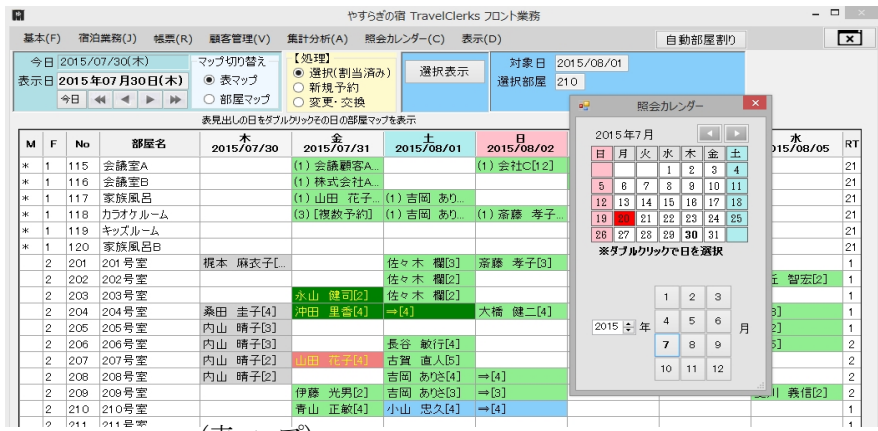 やすらぎの宿 TravelClerks フロント業務
基本(F) 宿泊業務(J) 帳票(R) 顧客管理(V) 集計分析(A) 照会カレンダー(C) 表示(D) 自動部屋割り
今日 2015/07/30(木) マップ切り替え 【処理】 対象日 2015/08/01
表示日 2015年07月30日(木) 表マップ 選択(割当済み) 選択表示 選択部屋 210
今日 部屋マップ 新規予約
変更・交換
表見出しの日をダブルクリックその日の部屋マップを表示
M F No 部屋名 木 2015/07/30 金 2015/07/31 土 2015/08/01 日 2015/08/02 水 015/08/05 RT
* 1 115 会議室A (1) 会議顧客A... (1) 会社C[12] 21
* 1 116 会議室B (1) 株式会社A... 21
* 1 117 家族風呂 (1) 山田 花子... (1) 吉岡 あり... 21
* 1 118 カラオケルーム (3) [複数予約] (1) 吉岡 あり... (1) 斎藤 孝子... 21
* 1 119 キッズルーム 21
* 1 120 家族風呂B 21
2 201 201号室 梶本 麻衣子[... 佐々木 欄[3] 斎藤 孝子[3] 1
2 202 202号室 佐々木 欄[2] 智宏[2] 1
2 203 203号室 永山 健司[2] 佐々木 欄[2] 1
2 204 204号室 桑田 圭子[4] 沖田 里香[4] ⇒[4] 大橋 健二[4] 3] 1
2 205 205号室 内山 晴子[3] 2] 1
2 206 206号室 内山 晴子[3] 長谷 敏行[4] 5] 2
2 207 207号室 内山 晴子[2] 山田 花子[4] 古賀 直人[5] 2
2 208 208号室 内山 晴子[2] 吉岡 ありさ[4] ⇒[4] 2
2 209 209号室 伊藤 光男[2] 吉岡 ありさ[3] ⇒[3] 川 義信[2] 2
2 210 210号室 青山 正敏[4] 小山 忠久[4] ⇒[4] 1
2 211 211号室 1
照会カレンダー
2015年7月
日 月 火 水 木 金 土
1 2 3 4
5 6 7 8 9 10 11
12 13 14 15 16 17 18
19 20 21 22 23 24 25
26 27 28 29 30 31
※ダブルクリックで日を選択
1 2 3
2015 年 4 5 6 月
7 8 9
10 11 12